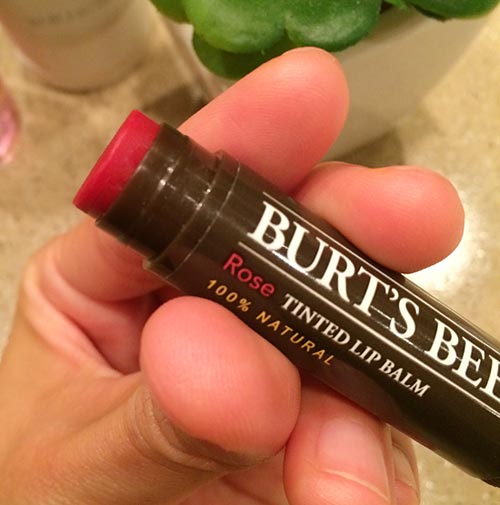 BURT'S BEE
Rose TINTED LIP BALM
100% NATURAL